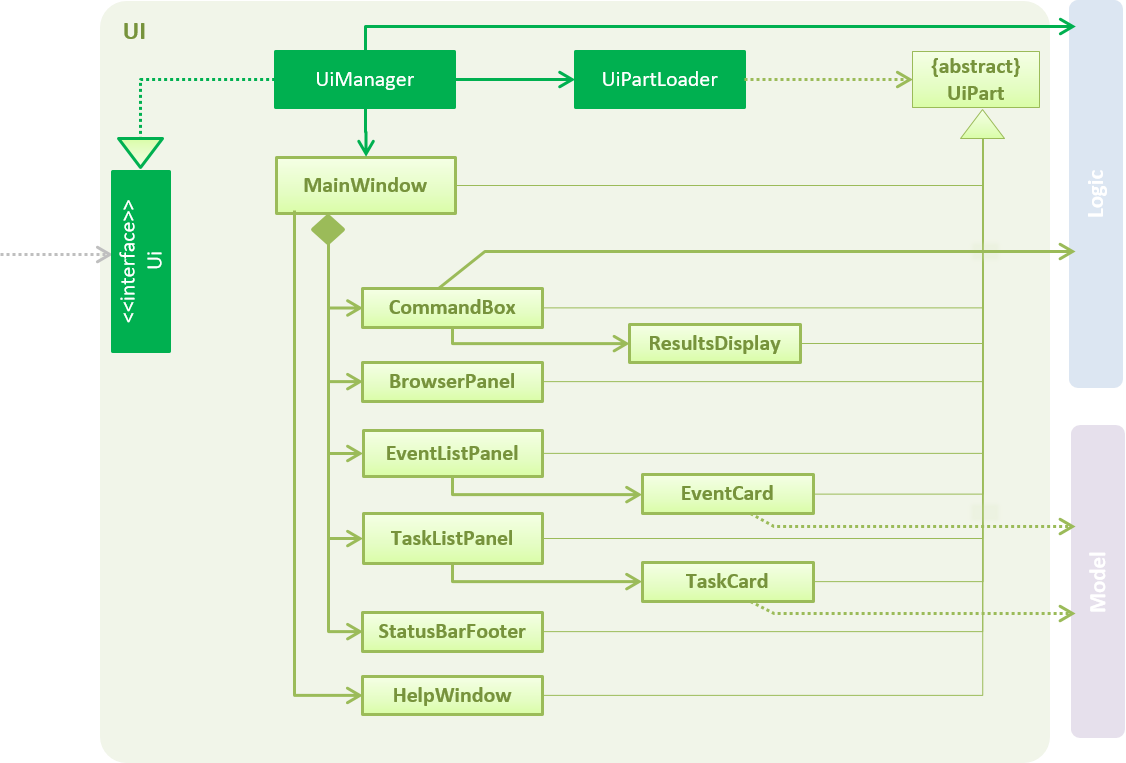 UI
UiManager
UiPartLoader
{abstract}
UiPart
MainWindow
<<interface>>
Ui
Logic
CommandBox
ResultsDisplay
BrowserPanel
EventListPanel
EventCard
TaskListPanel
TaskCard
Model
StatusBarFooter
HelpWindow